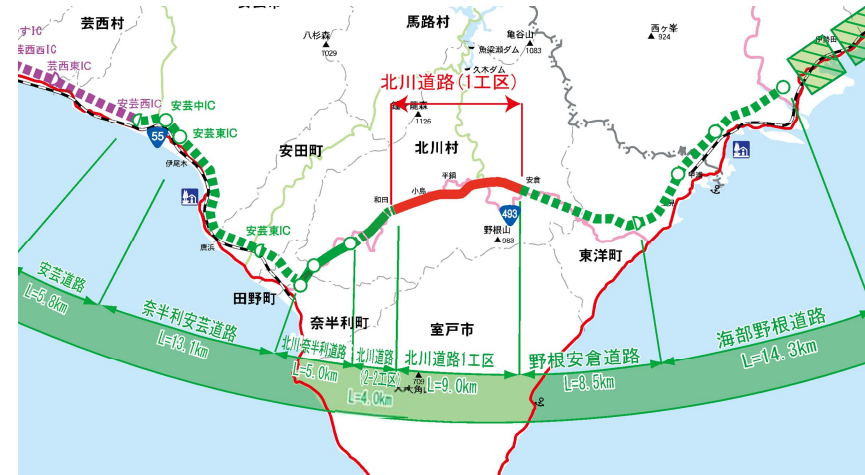 芸西村
馬路村
八杉森
1029
亀谷山
1083
魚梁瀬ダム
久木ダム
西ヶ峯
924
芸西西IC
芸西東IC
安芸西IC
安芸中IC
安芸東IC
55
伊尾木
北川道路(1工区)
1126
安田町
北川村
平鍋
小島
和田
安倉
493
野根山
東洋町
安芸東IC
唐浜
田野町
奈半利町
室戸市
安芸道路
L=5.8km
奈半利安芸道路
L=13.1km
北川奈半利道路
L=5.0km
北川道路
(2-2工区)
L=4.0km
北川道路1工区
L=9.0km
野根安倉道路
L=8.5km
海部野根道路
L=14.3km
709